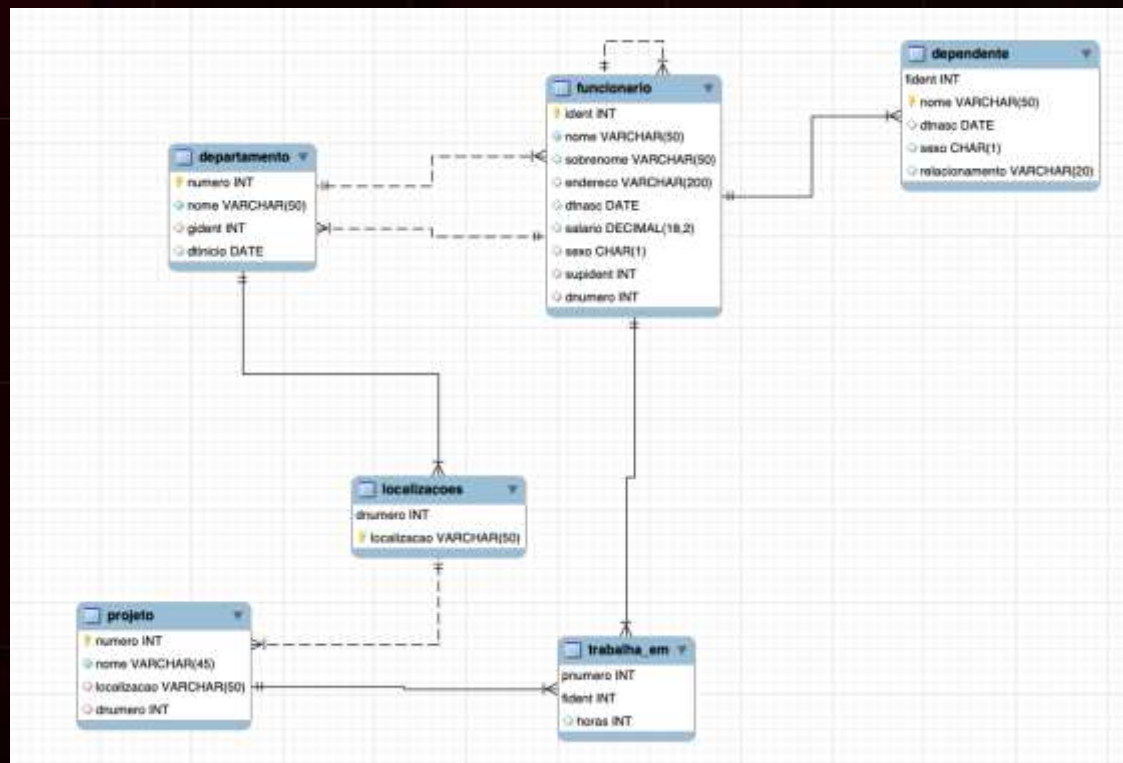 funcionario
ident INT
nome VARCHAR(50)
sobrenome VARCHAR(50)
endereco VARCHAR(200)
dtnasc DATE
salario DECIMAL(18,2)
sexo CHAR(1)
supident INT
dnumero INT
dependente
fident INT
nome VARCHAR(50)
dtnasc DATE
sexo CHAR(1)
relacionamento VARCHAR(20)
departamento
numero INT
nome VARCHAR(50)
gident INT
dtinicio DATE
localizacoes
dnumero INT
localizacao VARCHAR(50)
projeto
numero INT
nome VARCHAR(45)
localizacao VARCHAR(50)
dnumero INT
trabalha_em
pnumero INT
fident INT
horas INT